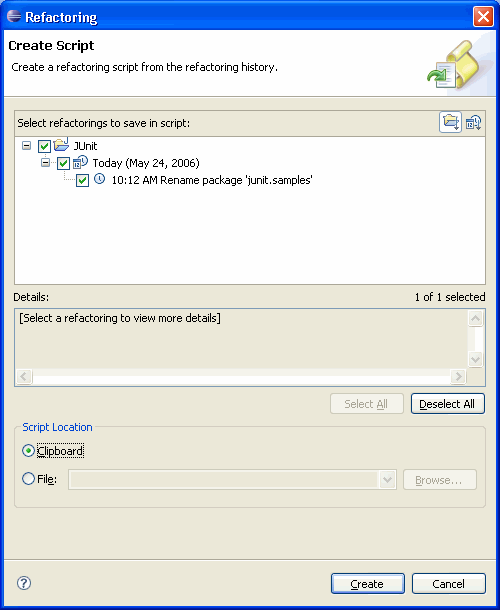 Refactoring
Create Script
Create a refactoring script from the refactoring history.
Select refactorings to save in script:
JUnit
Today (May 24, 2006)
10:12 AM Rename package 'junit.samples'
Details:
1 of 1 selected
[Select a refactoring to view more details]
Select All
Deselect All
Script Location
Clipboard
File:
Browse...
Create
Cancel